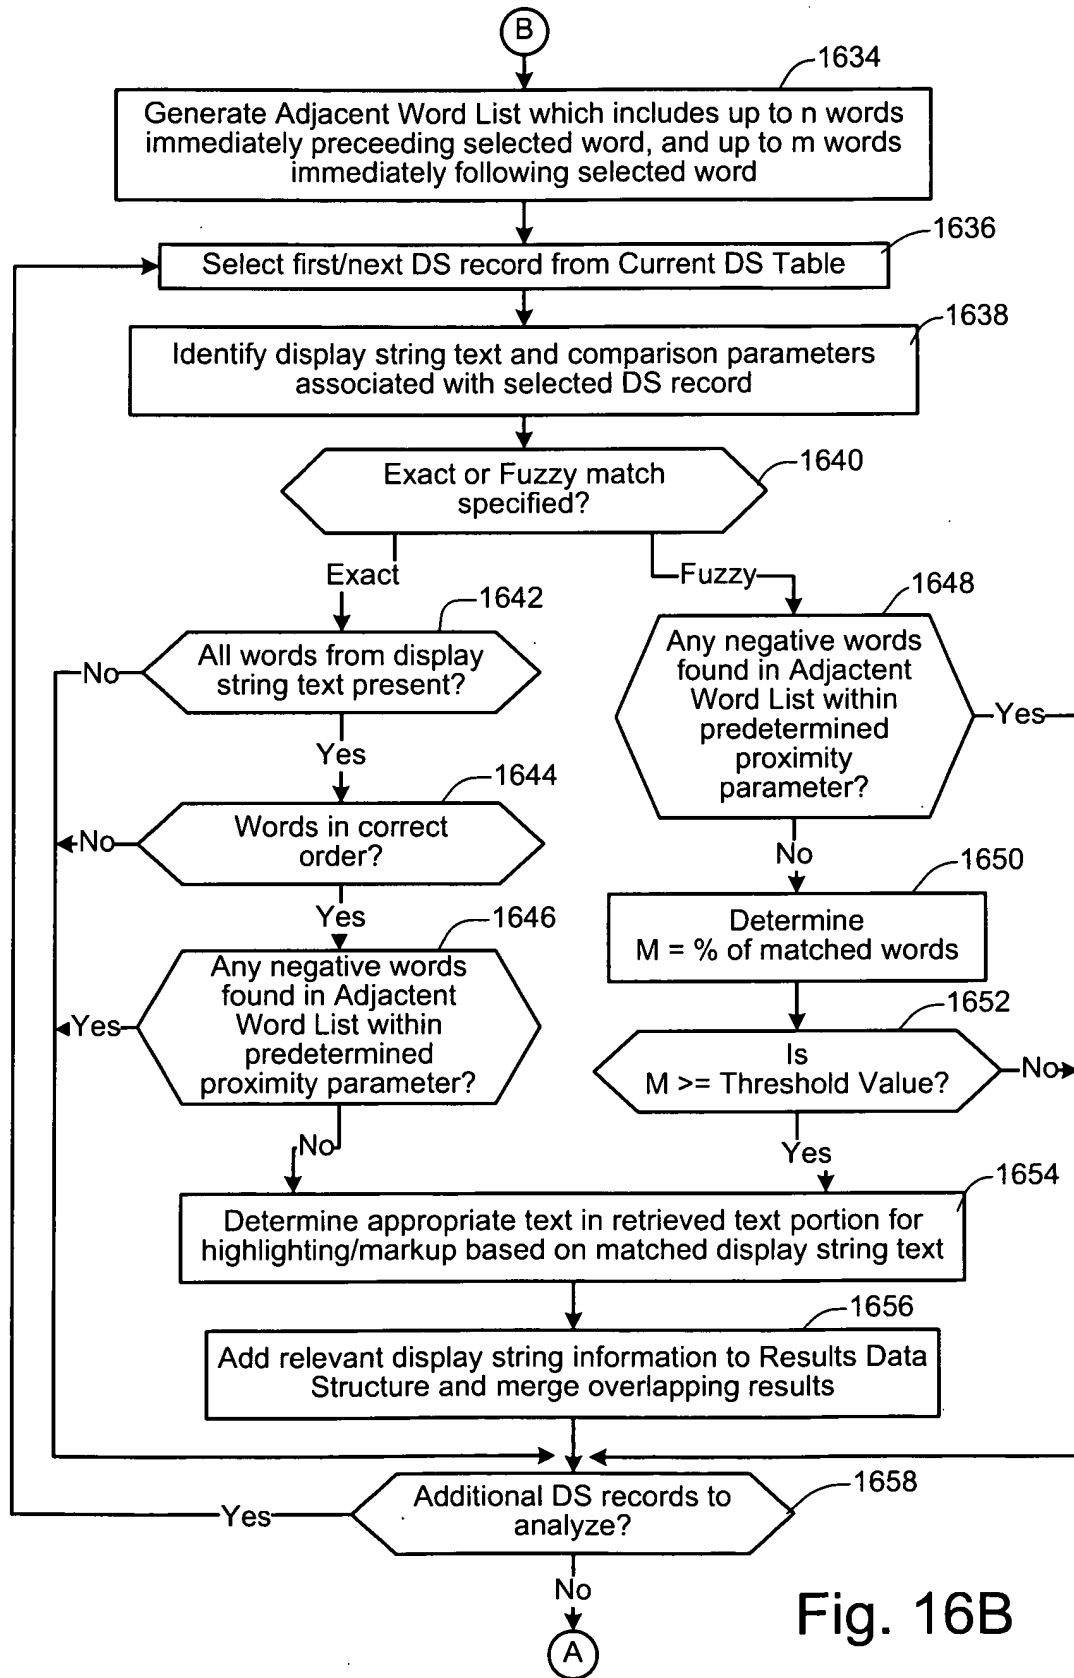 B
1634
Generate Adjacent Word List which includes up to n words
immediately preceeding selected word, and up to m words
immediately following selected word
1636
Select first/next DS record from Current DS Table
1638
Identify display string text and comparison parameters
associated with selected DS record
1640
Exact or Fuzzy match
specified?
Exact
Fuzzy
1642
All words from display
string text present?
No
Yes
1644
Words in correct
order?
No
Yes
1646
Any negative words
found in Adjactent
Word List within
predetermined
proximity parameter?
Yes
No
1648
Any negative words
found in Adjactent
Word List within
predetermined
proximity
parameter?
Yes
No
1650
Determine
M = % of matched words
1652
Is
M >= Threshold Value?
No
Yes
1654
Determine appropriate text in retrieved text portion for
highlighting/markup based on matched display string text
1656
Add relevant display string information to Results Data
Structure and merge overlapping results
1658
Additional DS records to
analyze?
Yes
No
A
Fig. 16B